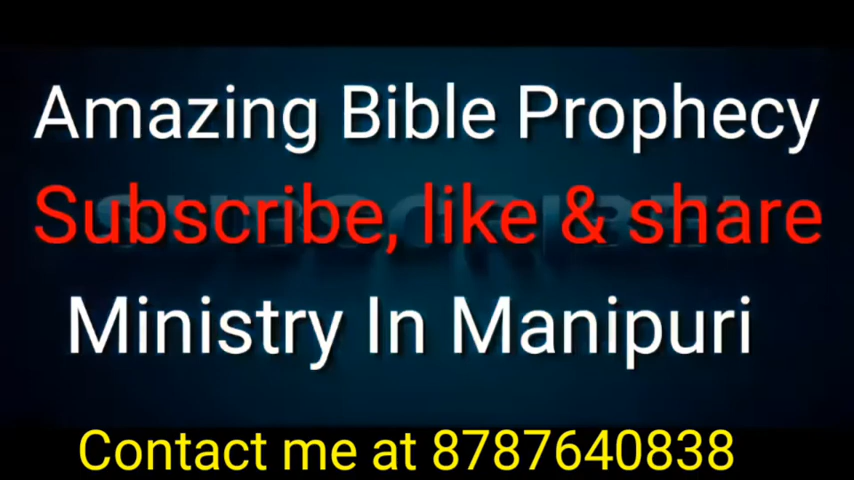 Amazing Bible Prophecy
Subscribe, like & share
Ministry In Manipuri
Contact me at 8787640838